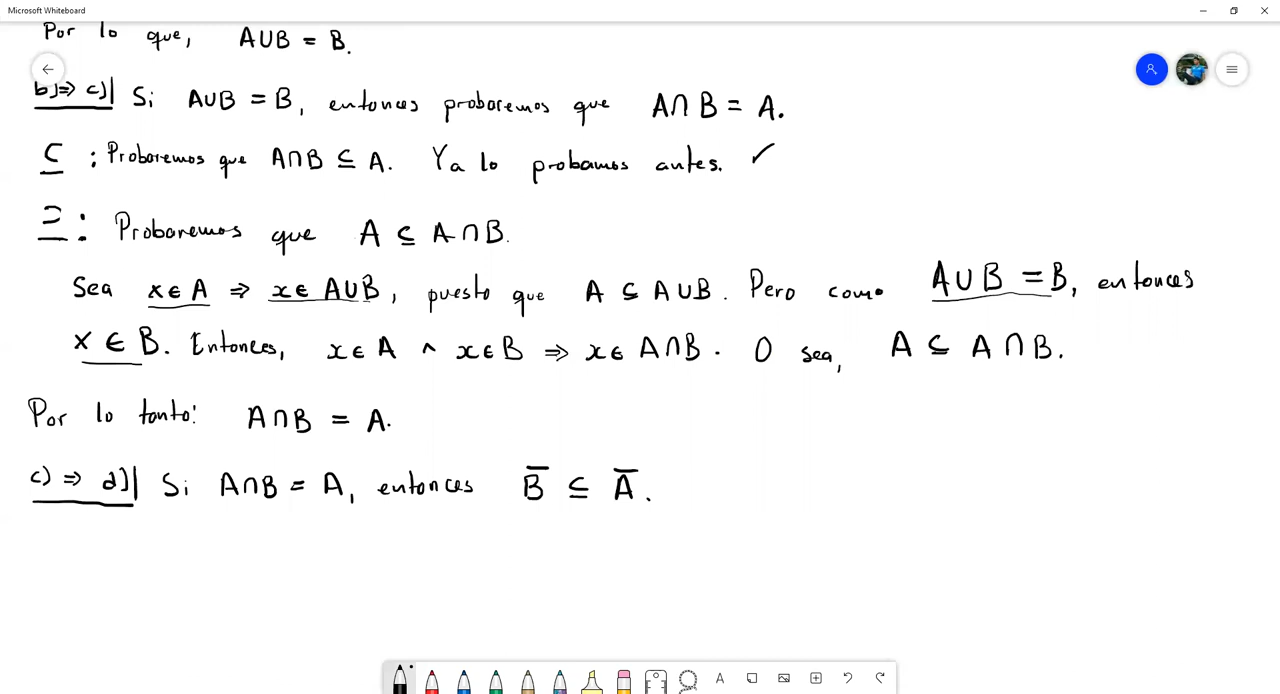 Microsoft Whiteboard
Por lo que, A∪B = B.
b) ⇒ c)| Si A∪B = B, entonces probaremos que A∩B = A.
⊆ : Probaremos que A∩B ⊆ A. Ya lo probamos antes. ✓
⊇ : Probaremos que A ⊆ A∩B.
Sea x∈A ⇒ x∈A∪B, puesto que A ⊆ A∪B. Pero como A∪B = B, entonces
x∈B. Entonces, x∈A ∧ x∈B ⇒ x∈A∩B. O sea, A ⊆ A∩B.
Por lo tanto: A∩B = A.
c) ⇒ d)| Si A∩B = A, entonces B̅ ⊆ A̅.